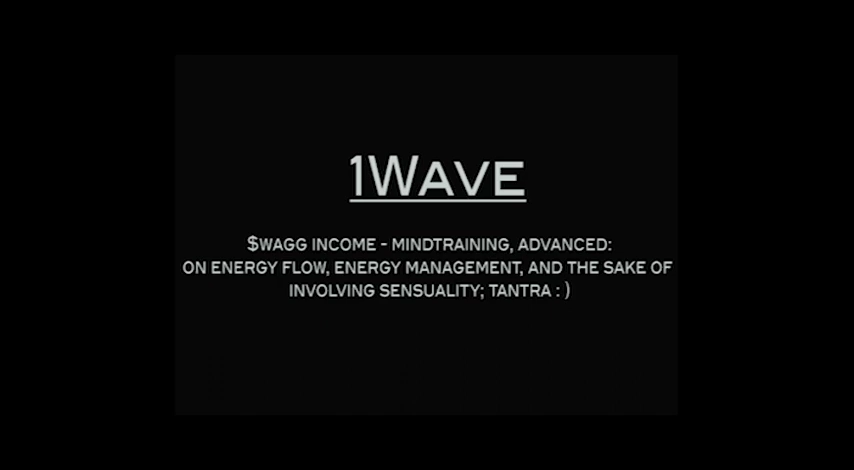 1WAVE
$WAGG INCOME - MINDTRAINING, ADVANCED:
ON ENERGY FLOW, ENERGY MANAGEMENT, AND THE SAKE OF
INVOLVING SENSUALITY; TANTRA : )